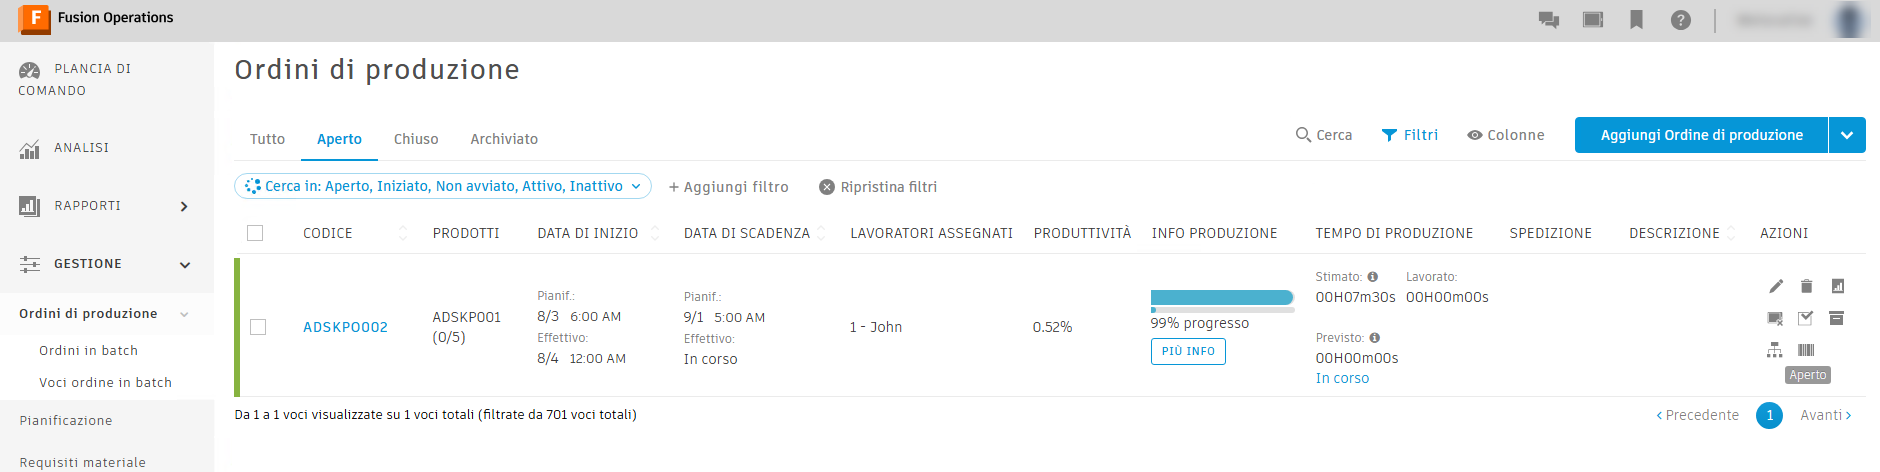 F Fusion Operations
PLANCIA DI
COMANDO
ANALISI
RAPPORTI
GESTIONE
Ordini di produzione
Ordini in batch
Voci ordine in batch
Pianificazione
Requisiti materiale
Ordini di produzione
Tutto Aperto Chiuso Archiviato
Cerca Filtri Colonne Aggiungi Ordine di produzione
Cerca in: Aperto, Iniziato, Non avviato, Attivo, Inattivo + Aggiungi filtro Ripristina filtri
CODICE PRODOTTI DATA DI INIZIO DATA DI SCADENZA LAVORATORI ASSEGNATI PRODUTTIVITÀ INFO PRODUZIONE TEMPO DI PRODUZIONE SPEDIZIONE DESCRIZIONE AZIONI
ADSKPO002
ADSKP001
(0/5)
Pianif.:
8/3 6:00 AM
Effettivo:
8/4 12:00 AM
Pianif.:
9/1 5:00 AM
Effettivo:
In corso
1 - John
0.52%
99% progresso
PIÙ INFO
Stimato: Lavorato:
00H07m30s 00H00m00s
Previsto:
00H00m00s
In corso
Aperto
Da 1 a 1 voci visualizzate su 1 voci totali (filtrate da 701 voci totali)
‹ Precedente 1 Avanti ›